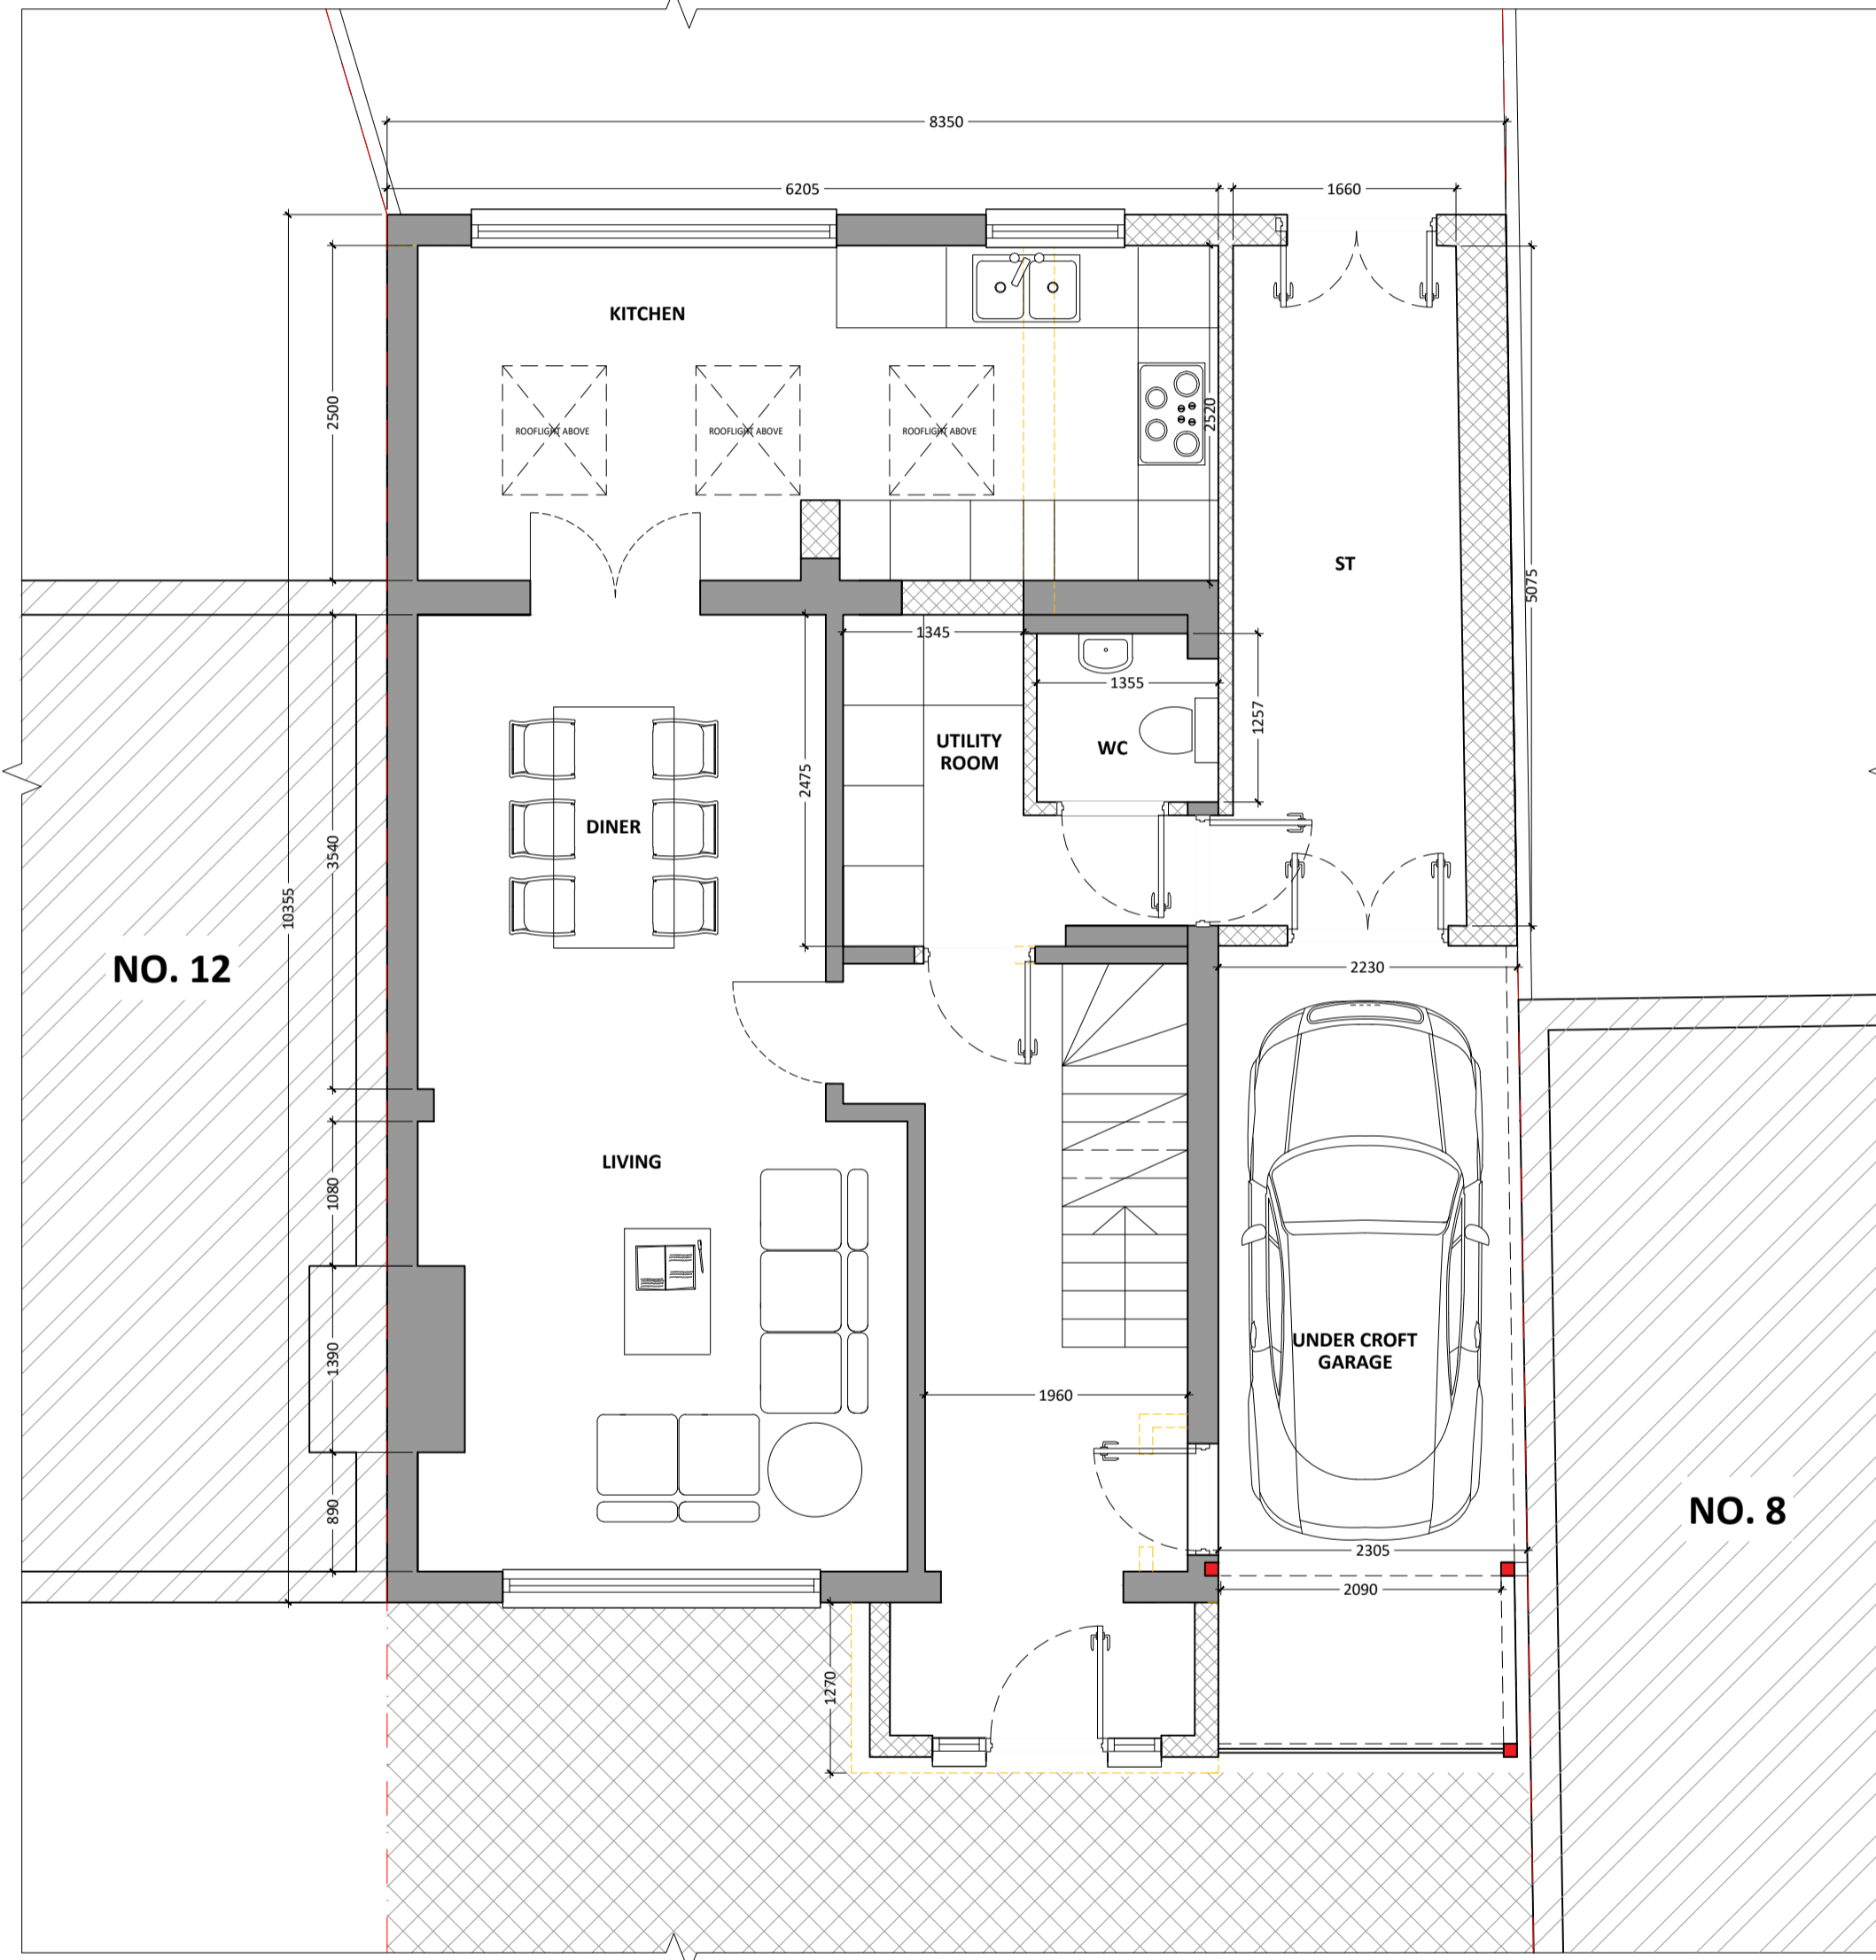 8350
6205
1660
KITCHEN
2500
2520
ROOFLIGHT ABOVE
ROOFLIGHT ABOVE
ROOFLIGHT ABOVE
ST
5075
1345
1355
1257
UTILITY
ROOM
WC
2475
DINER
3540
10355
NO. 12
2230
LIVING
1080
1390
UNDER CROFT
GARAGE
1960
890
NO. 8
2305
2090
1270